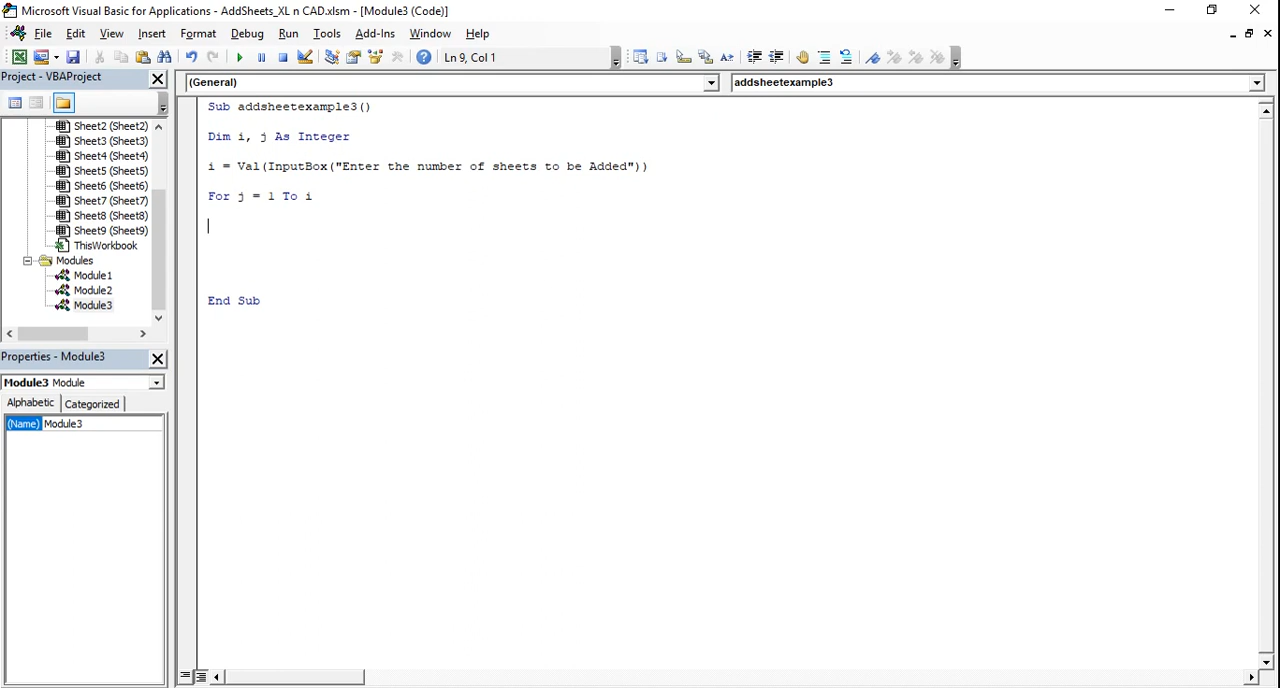 Microsoft Visual Basic for Applications - AddSheets_XL n CAD.xlsm - [Module3 (Code)]
File Edit View Insert Format Debug Run Tools Add-Ins Window Help
Ln 9, Col 1
Project - VBAProject
(General)
addsheetexample3
Sheet2 (Sheet2)
Sheet3 (Sheet3)
Sheet4 (Sheet4)
Sheet5 (Sheet5)
Sheet6 (Sheet6)
Sheet7 (Sheet7)
Sheet8 (Sheet8)
Sheet9 (Sheet9)
ThisWorkbook
Modules
Module1
Module2
Module3
Properties - Module3
Module3 Module
Alphabetic Categorized
(Name) Module3
Sub addsheetexample3()
Dim i, j As Integer
i = Val(InputBox("Enter the number of sheets to be Added"))
For j = 1 To i
End Sub